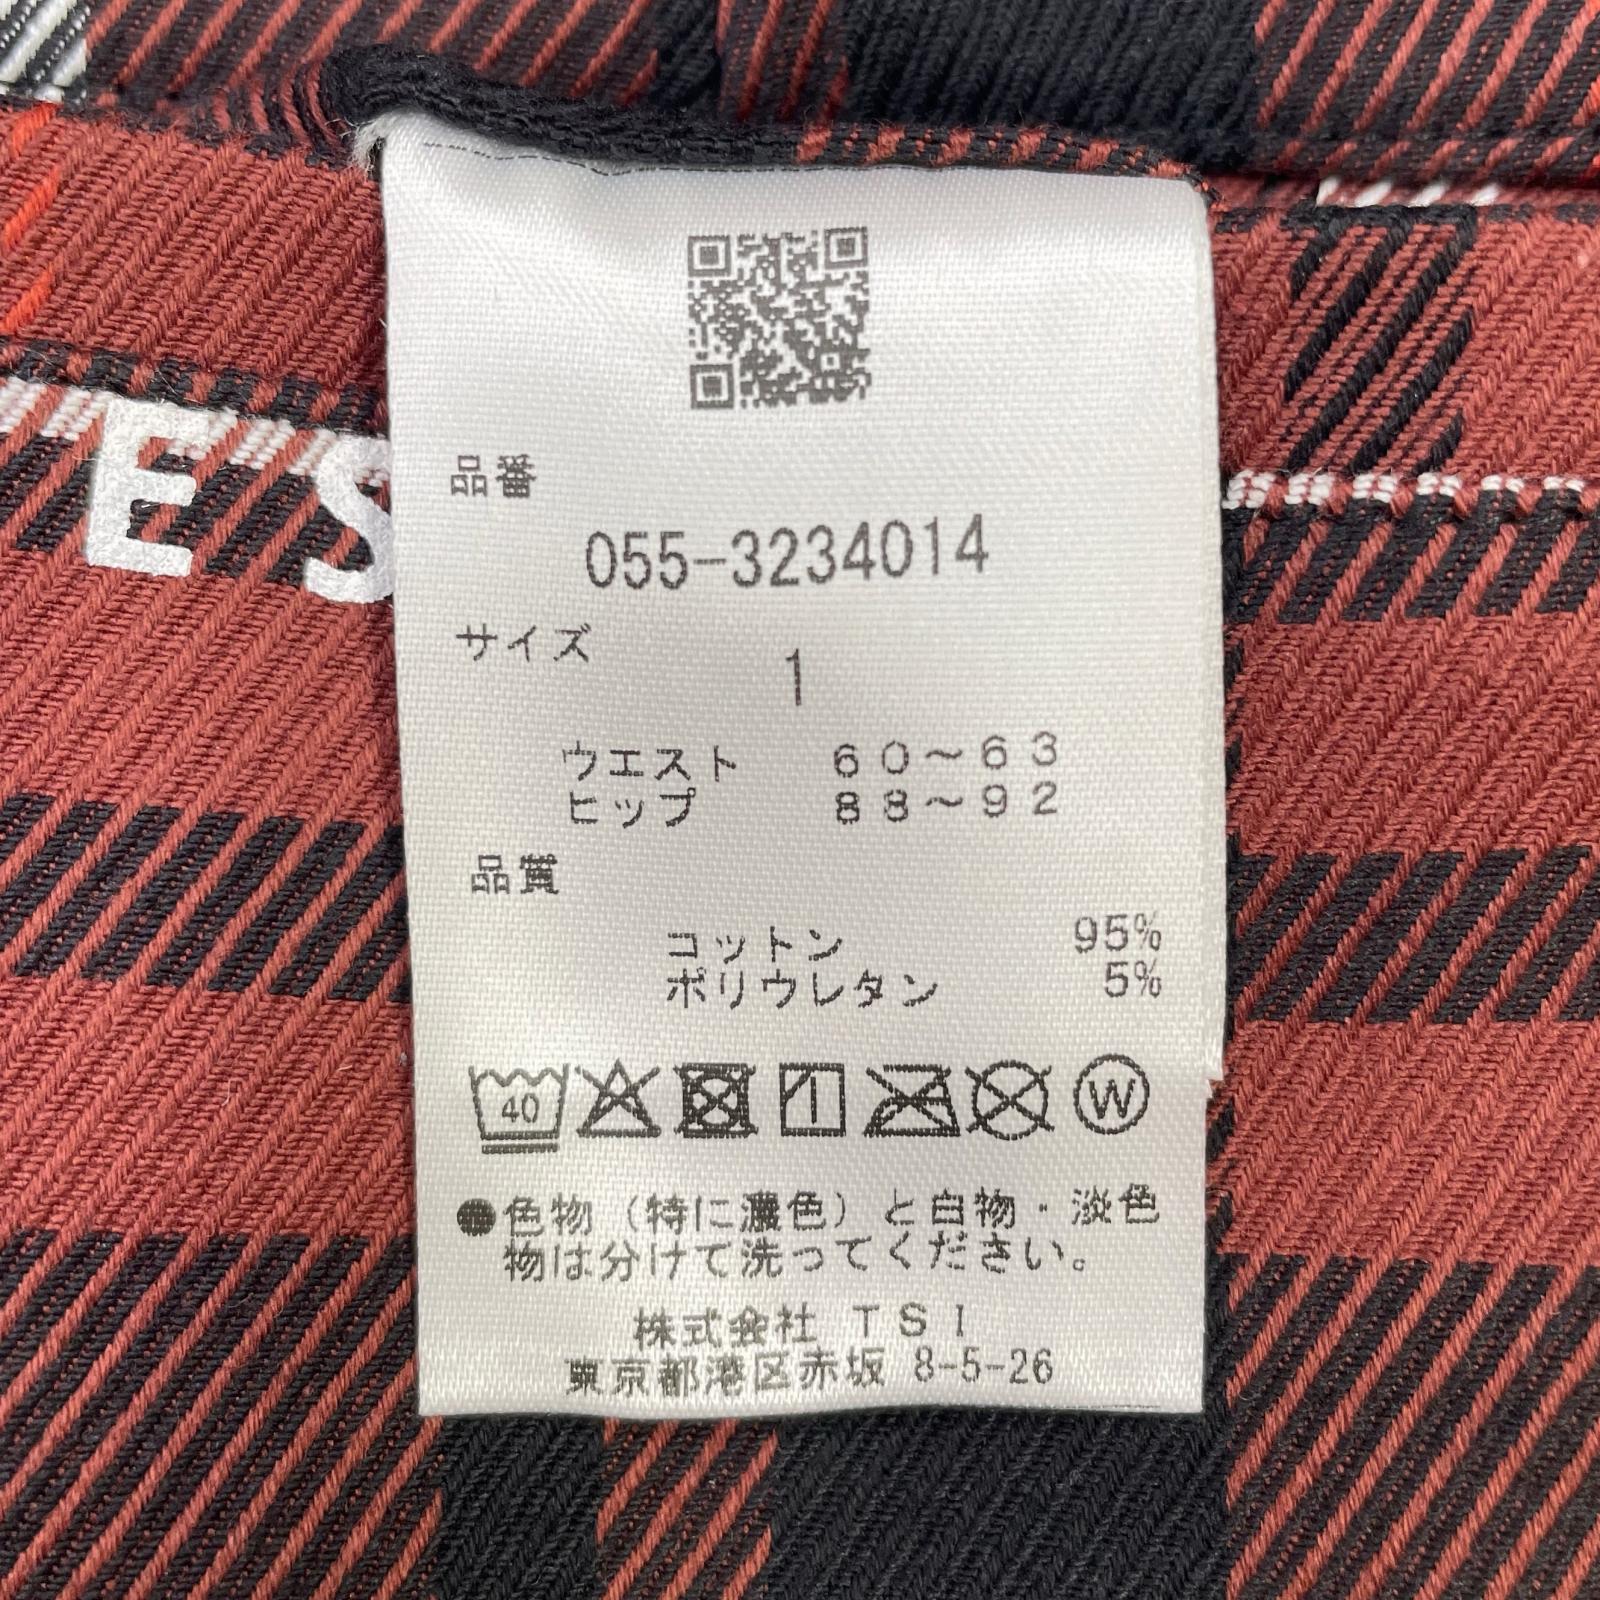 品番
055-3234014
サイズ
1
ウエスト 60～63
ヒップ 88～92
品質
コットン 95%
ポリウレタン 5%
40 W
●色物（特に濃色）と白物・淡色
物は分けて洗ってください。
株式会社 TSI
東京都港区赤坂 8-5-26
ES